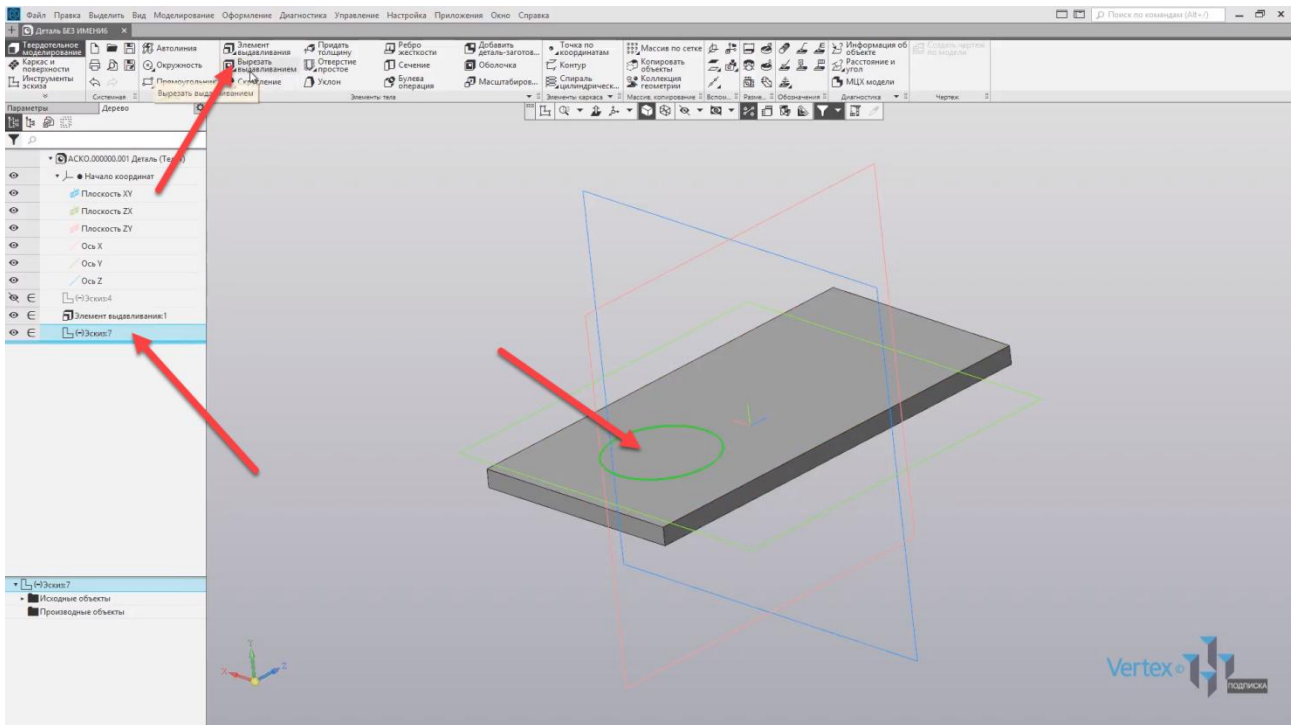 Файл Правка Выделить Вид Моделирование Оформление Диагностика Управление Настройка Приложения Окно Справка
Поиск по командам (Alt+/)
Деталь БЕЗ ИМЕНИ6
Твердотельное моделирование
Каркас и поверхности
Инструменты эскиза
Системная
Автолиния
Окружность
Элемент выдавливания
Вырезать выдавливанием
Придать толщину
Отверстие простое
Уклон
Ребро жесткости
Сечение
Булева операция
Добавить деталь-заготов...
Оболочка
Масштабиров...
Точка по координатам
Контур
Спираль цилиндрическ...
Массив по сетке
Копировать объекты
Коллекция геометрии
Информация об объекте
Расстояние и угол
МЦХ модели
Создать чертеж по модели
Элементы тела
Элементы каркаса
Массив, копирование
Вспом...
Разме...
Обозначения
Диагностика
Чертеж
Параметры
Дерево
Вырезать выдавливанием
АСКО.000000.001 Деталь
Начало координат
Плоскость XY
Плоскость ZX
Плоскость ZY
Ось X
Ось Y
Ось Z
(-)Эскиз:4
Элемент выдавливания:1
(-)Эскиз:7
(-)Эскиз:7
Исходные объекты
Производные объекты
Y
X
Z
Vertex
ПОДПИСКА